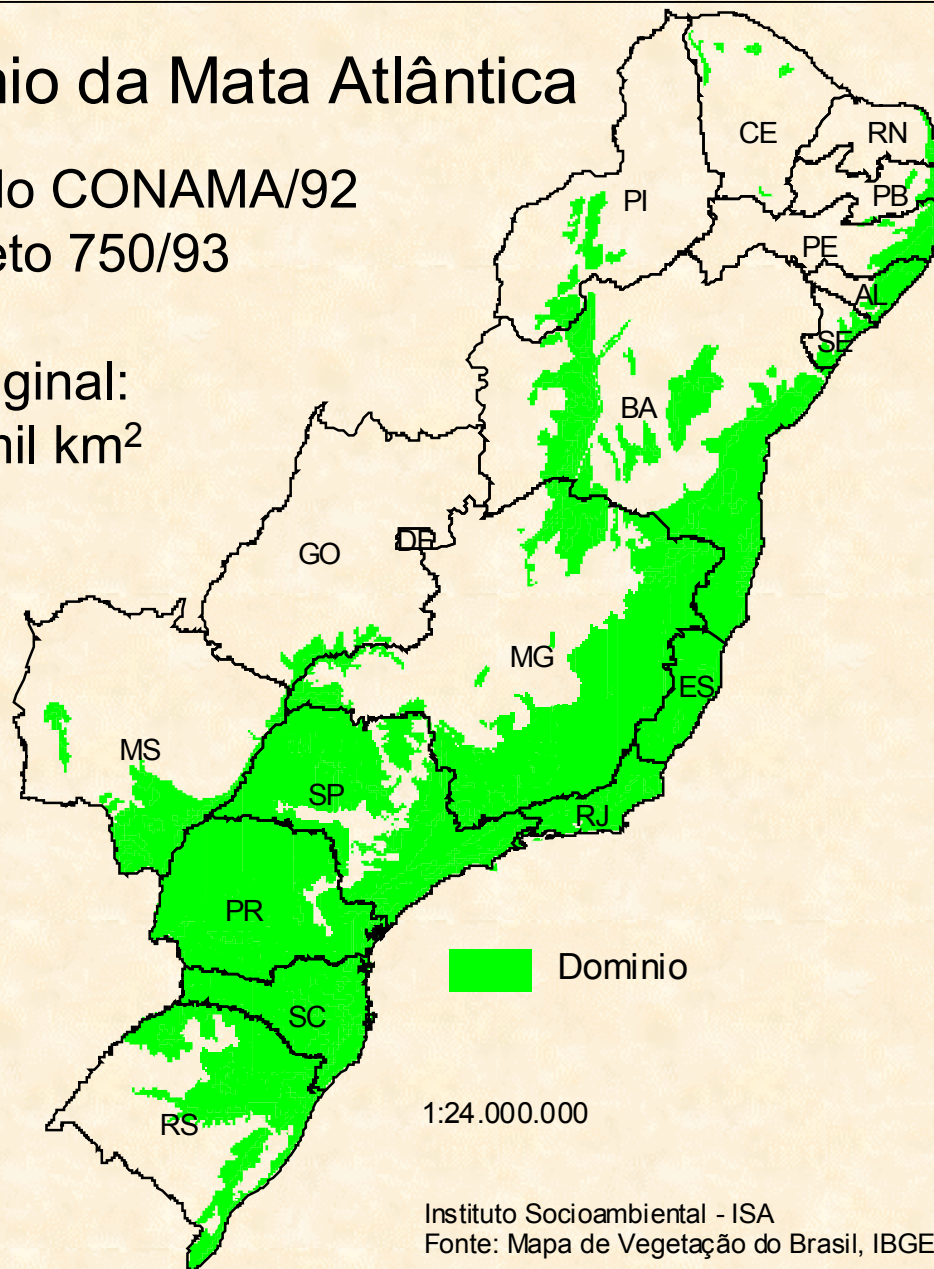 nio da Mata Atlântica
lo CONAMA/92
eto 750/93
ginal:
nil km²
CE
RN
PI
PB
PE
AL
SE
BA
DF
GO
MG
ES
MS
SP
RJ
PR
Dominio
SC
RS
1:24.000.000
Instituto Socioambiental - ISA
Fonte: Mapa de Vegetação do Brasil, IBGE